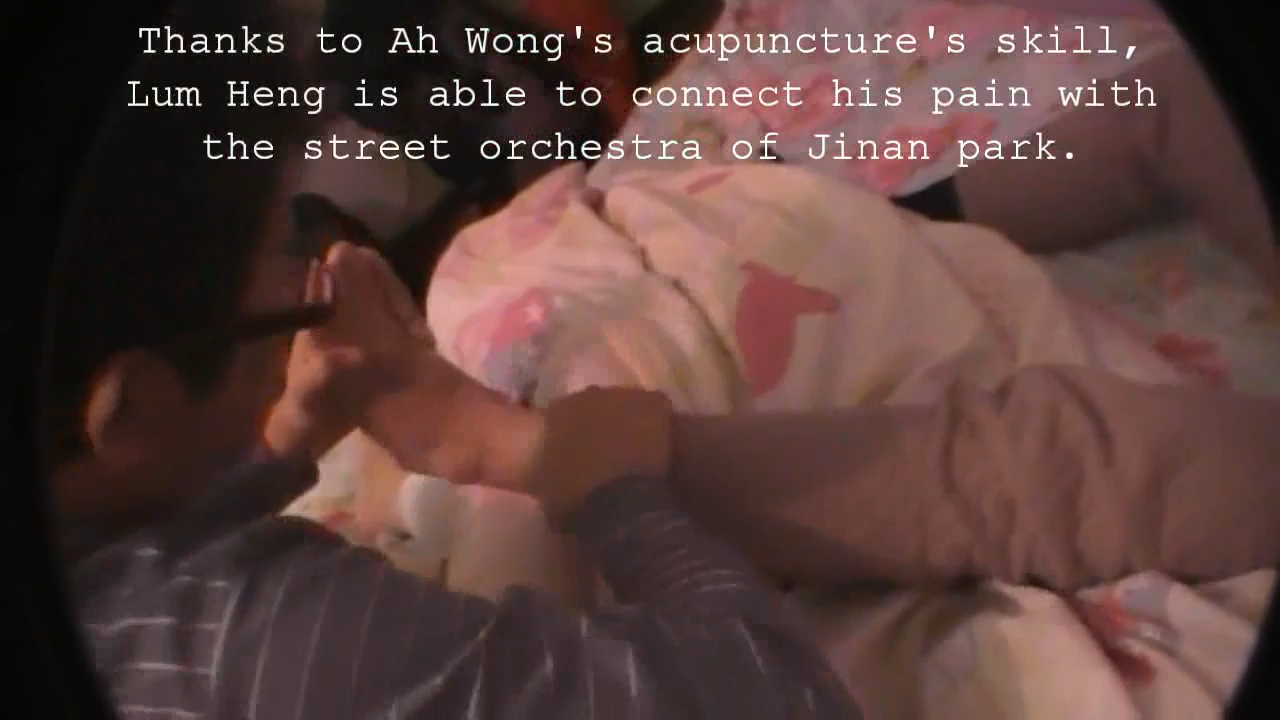 Thanks to Ah Wong's acupuncture's skill,
Lum Heng is able to connect his pain with
the street orchestra of Jinan park.